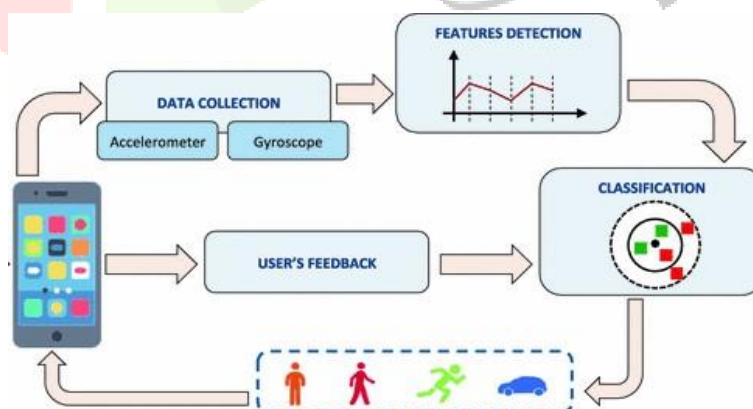 FEATURES DETECTION
DATA COLLECTION
Accelerometer
Gyroscope
CLASSIFICATION
USER'S FEEDBACK